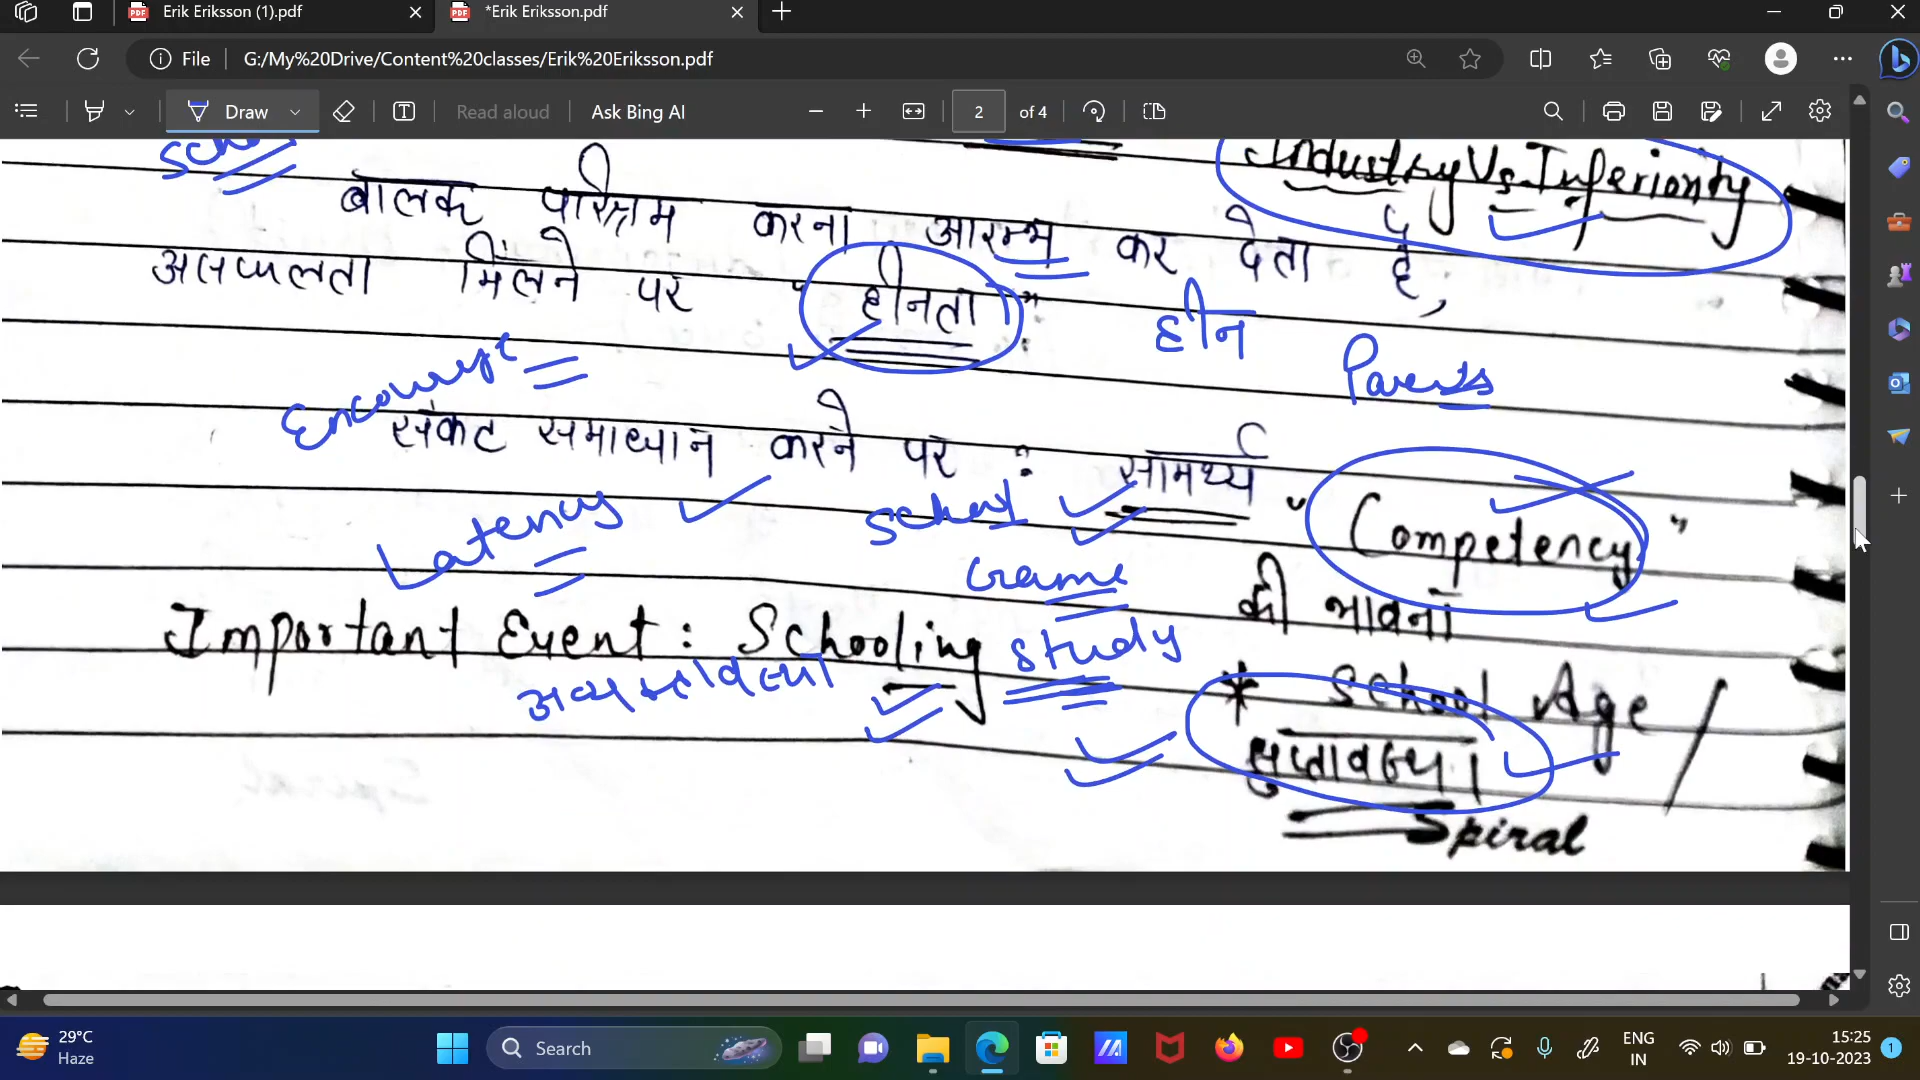 Erik Eriksson (1).pdf
*Erik Eriksson.pdf
File
G:/My%20Drive/Content%20classes/Erik%20Eriksson.pdf
Draw
Read aloud
Ask Bing AI
2 of 4
Industry Vs Inferiority
बालक परिश्रम करना आरम्भ कर देता है,
असफलता मिलने पर "हीनता"
हीन
Parents
संकट समाधान करने पर : सामर्थ्य
Latency
School
"Competency"
Game
की भावना
Important Event : Schooling
study
* School Age /
सुप्तावस्था
Spiral
29°C
Haze
Search
ENG
IN
15:25
19-10-2023
1